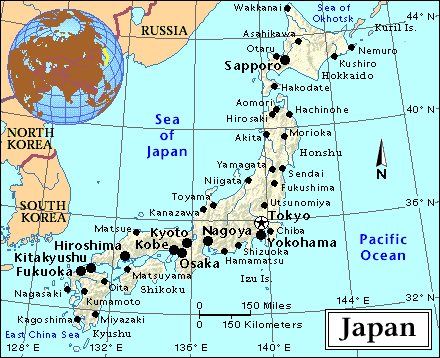 Wakkanai
Sea of
Okhotsk
44° N
Asahikawa
Kuril Is.
RUSSIA
Otaru
Nemuro
Sapporo
Kushiro
Hokkaido
Hakodate
Aomori
Hachinohe
40° N
NORTH
KOREA
Hirosaki
Sea
of
Japan
Akita
Morioka
Honshu
Yamagata
Sendai
Niigata
Fukushima
SOUTH
KOREA
Toyama
Utsunomiya
36° N
Kanazawa
Tokyo
Matsue
Kyoto
Nagoya
Chiba
Hiroshima
Kobe
Yokohama
Pacific
Ocean
Kitakyushu
Shizuoka
Fukuoka
Osaka
Hamamatsu
Matsuyama
Izu Is.
Nagasaki
Oita
Shikoku
Kumamoto
32° N
0
150 Miles
Kagoshima
Miyazaki
0
150 Kilometers
East China Sea
Kyushu
Japan
128° E
132° E
136° E
140° E
144° E